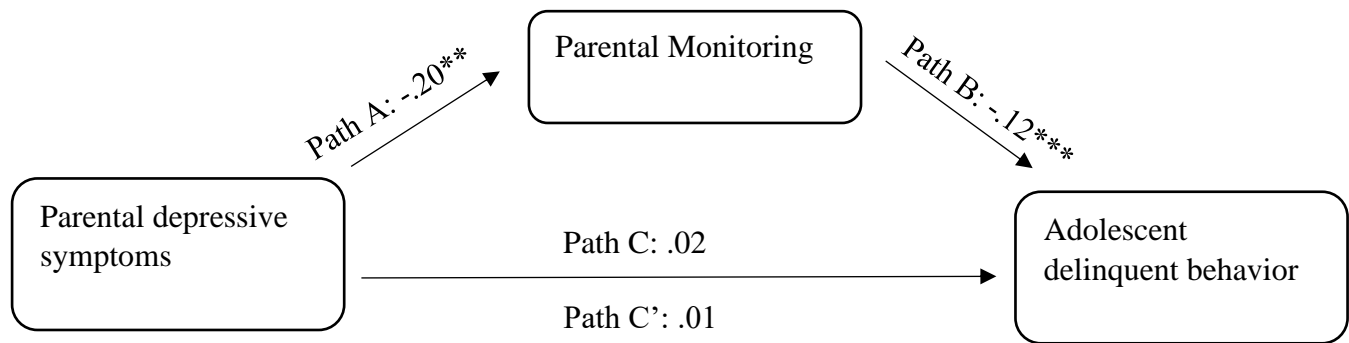 Parental Monitoring
Path A: -.20**
Path B: -.12***
Parental depressive
symptoms
Path C: .02
Path C’: .01
Adolescent
delinquent behavior